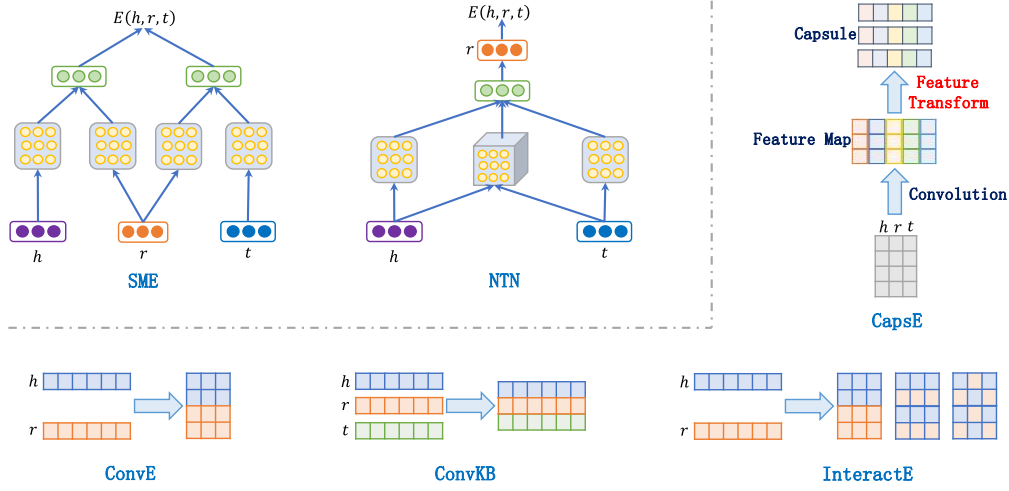 E(h, r, t)
h
r
t
SME
E(h, r, t)
r
h
t
NTN
Capsule
Feature
Transform
Feature Map
Convolution
h r t
CapsE
h
r
ConvE
h
r
t
ConvKB
h
r
InteractE